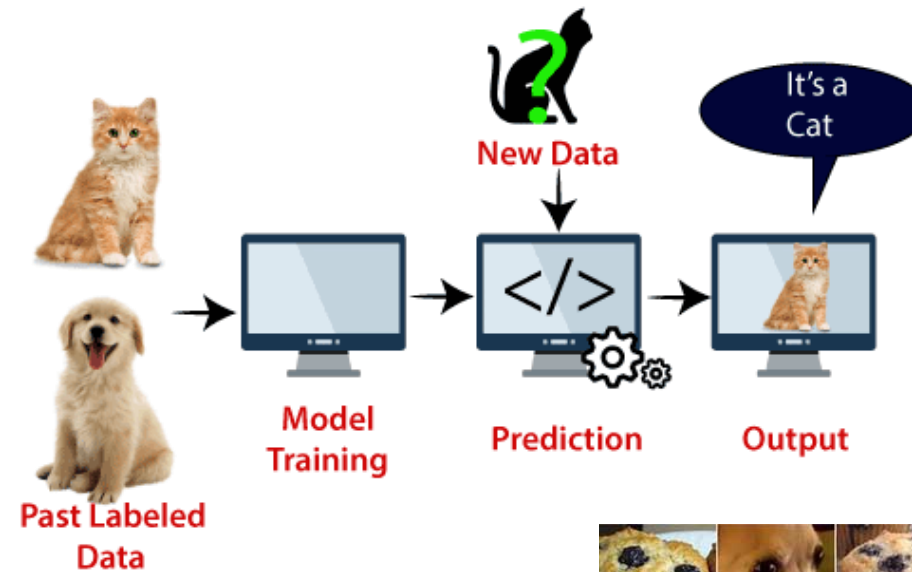 ?
New Data
It's a
Cat
</>
Model
Training
Prediction
Output
Past Labeled
Data